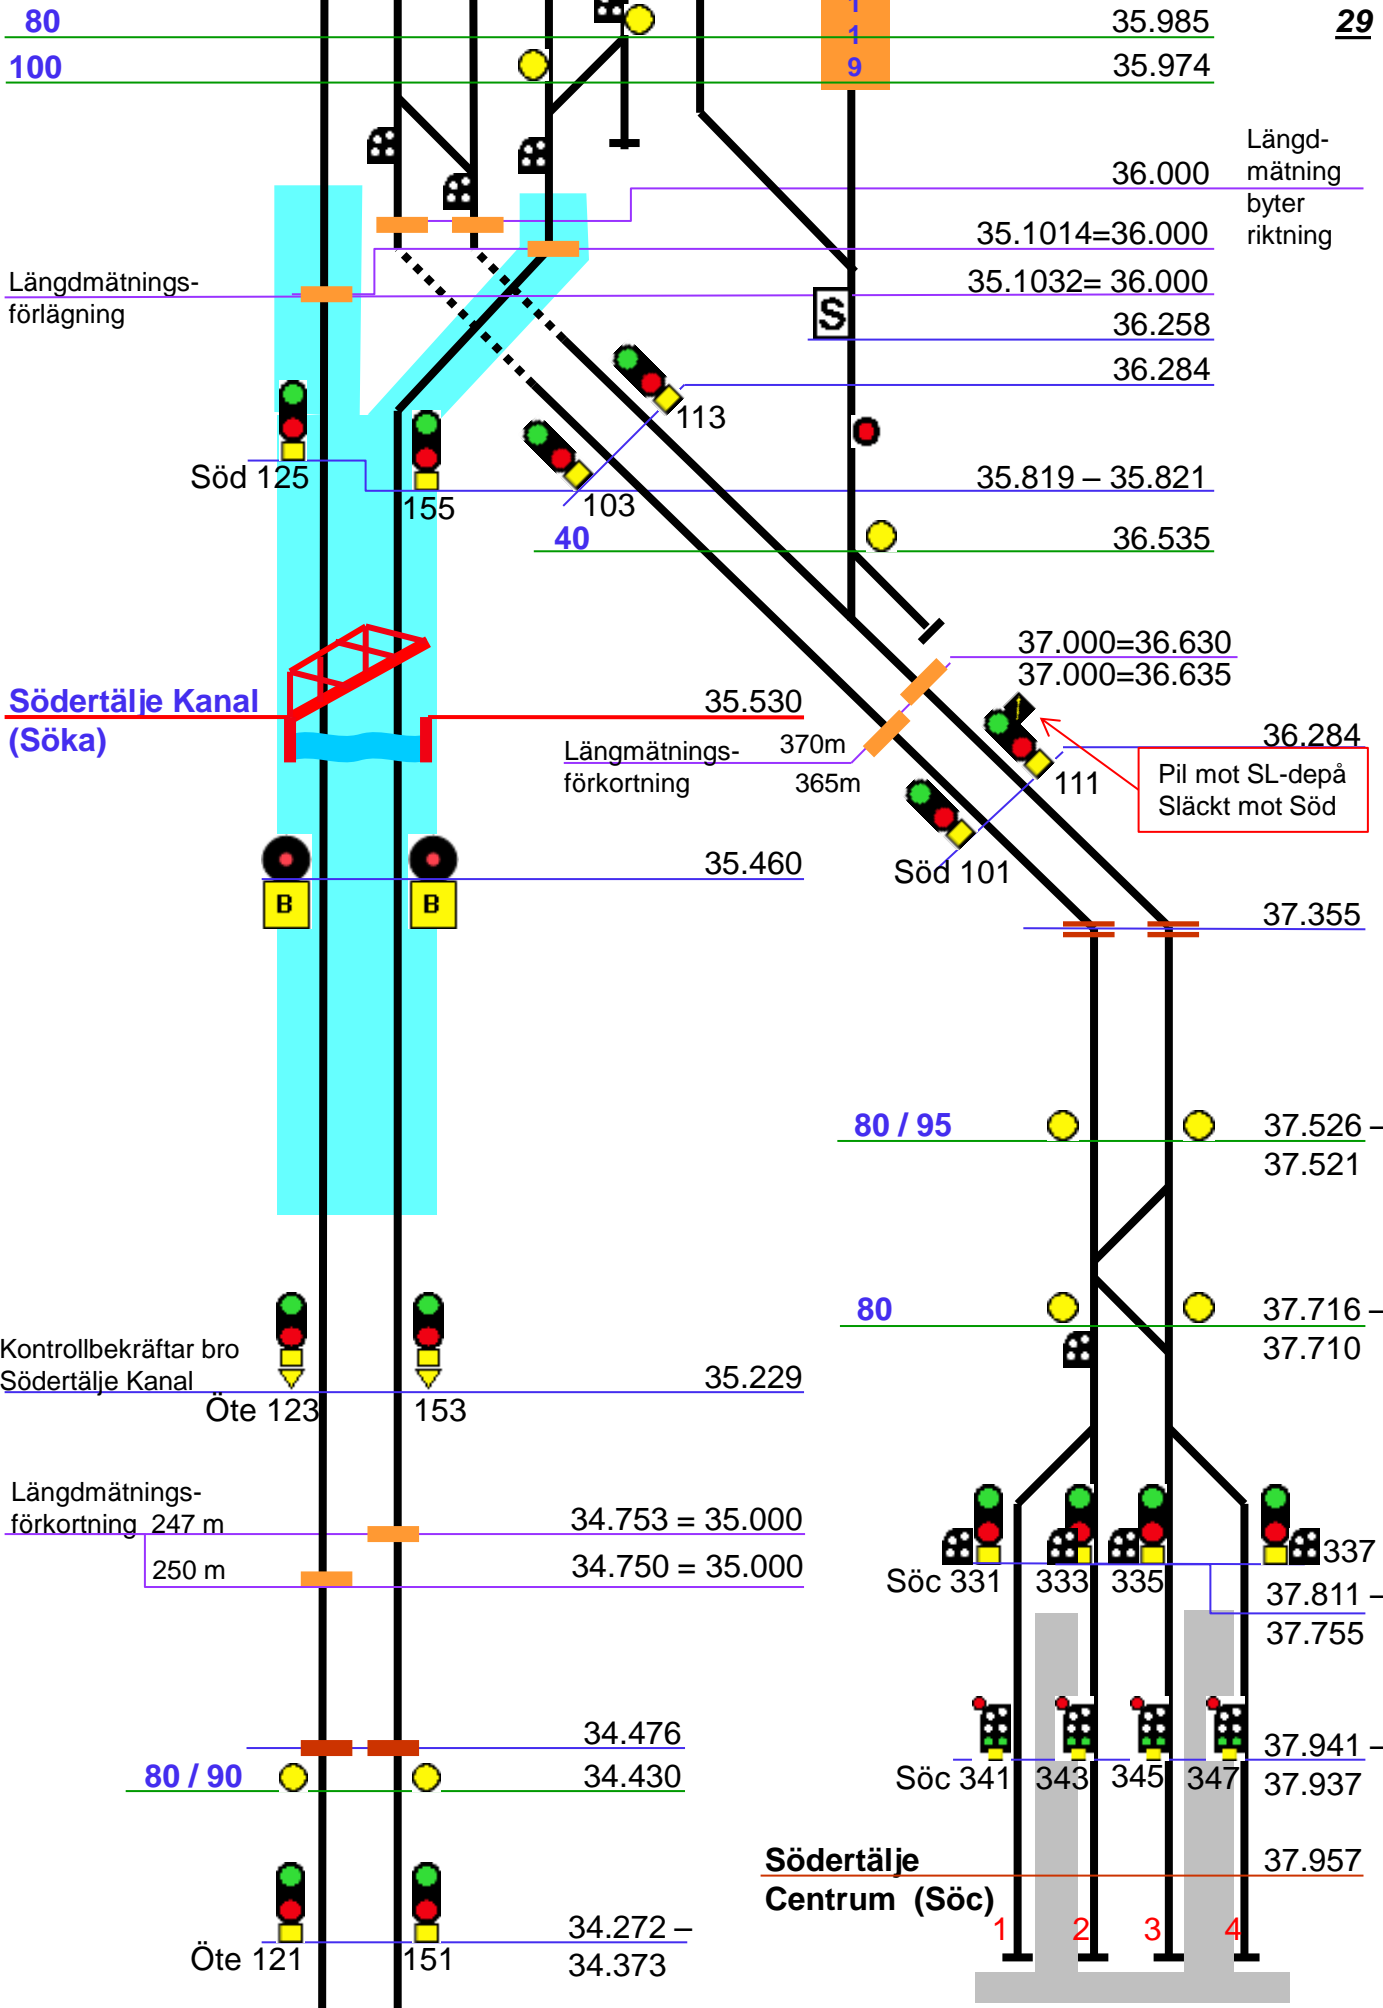 80
1
35.985
29
1
100
9
35.974
Längd-
mätning
byter
riktning
36.000
35.1014=36.000
Längdmätnings-
förlägning
35.1032= 36.000
S
36.258
36.284
113
Söd 125
155
103
35.819 – 35.821
40
36.535
37.000=36.630
37.000=36.635
Södertälje Kanal
(Söka)
35.530
Längmätnings-
förkortning
370m
365m
36.284
111
Pil mot SL-depå
Släckt mot Söd
Söd 101
35.460
B
B
37.355
80 / 95
37.526 –
37.521
80
37.716 –
37.710
Kontrollbekräftar bro
Södertälje Kanal
35.229
Öte 123
153
Längdmätnings-
förkortning 247 m
34.753 = 35.000
250 m
34.750 = 35.000
337
Söc 331
333
335
37.811 –
37.755
34.476
80 / 90
34.430
37.941 –
37.937
Söc 341
343
345
347
Södertälje
Centrum (Söc)
37.957
1
2
3
4
34.272 –
34.373
Öte 121
151